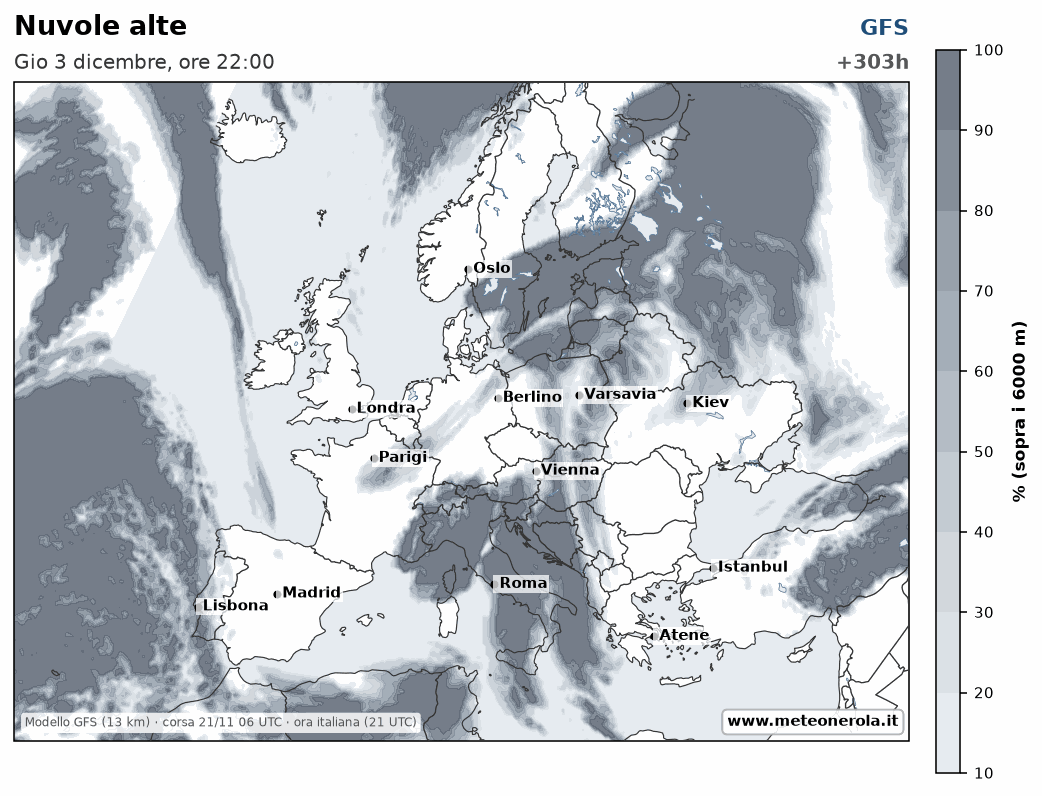 Nuvole alte
GFS
Gio 3 dicembre, ore 22:00
+303h
100
90
80
70
60
50
40
30
20
10
% (sopra i 6000 m)
Oslo
Berlino
Varsavia
Kiev
Londra
Parigi
Vienna
Istanbul
Roma
Madrid
Lisbona
Atene
Modello GFS (13 km) · corsa 21/11 06 UTC · ora italiana (21 UTC)
www.meteonerola.it